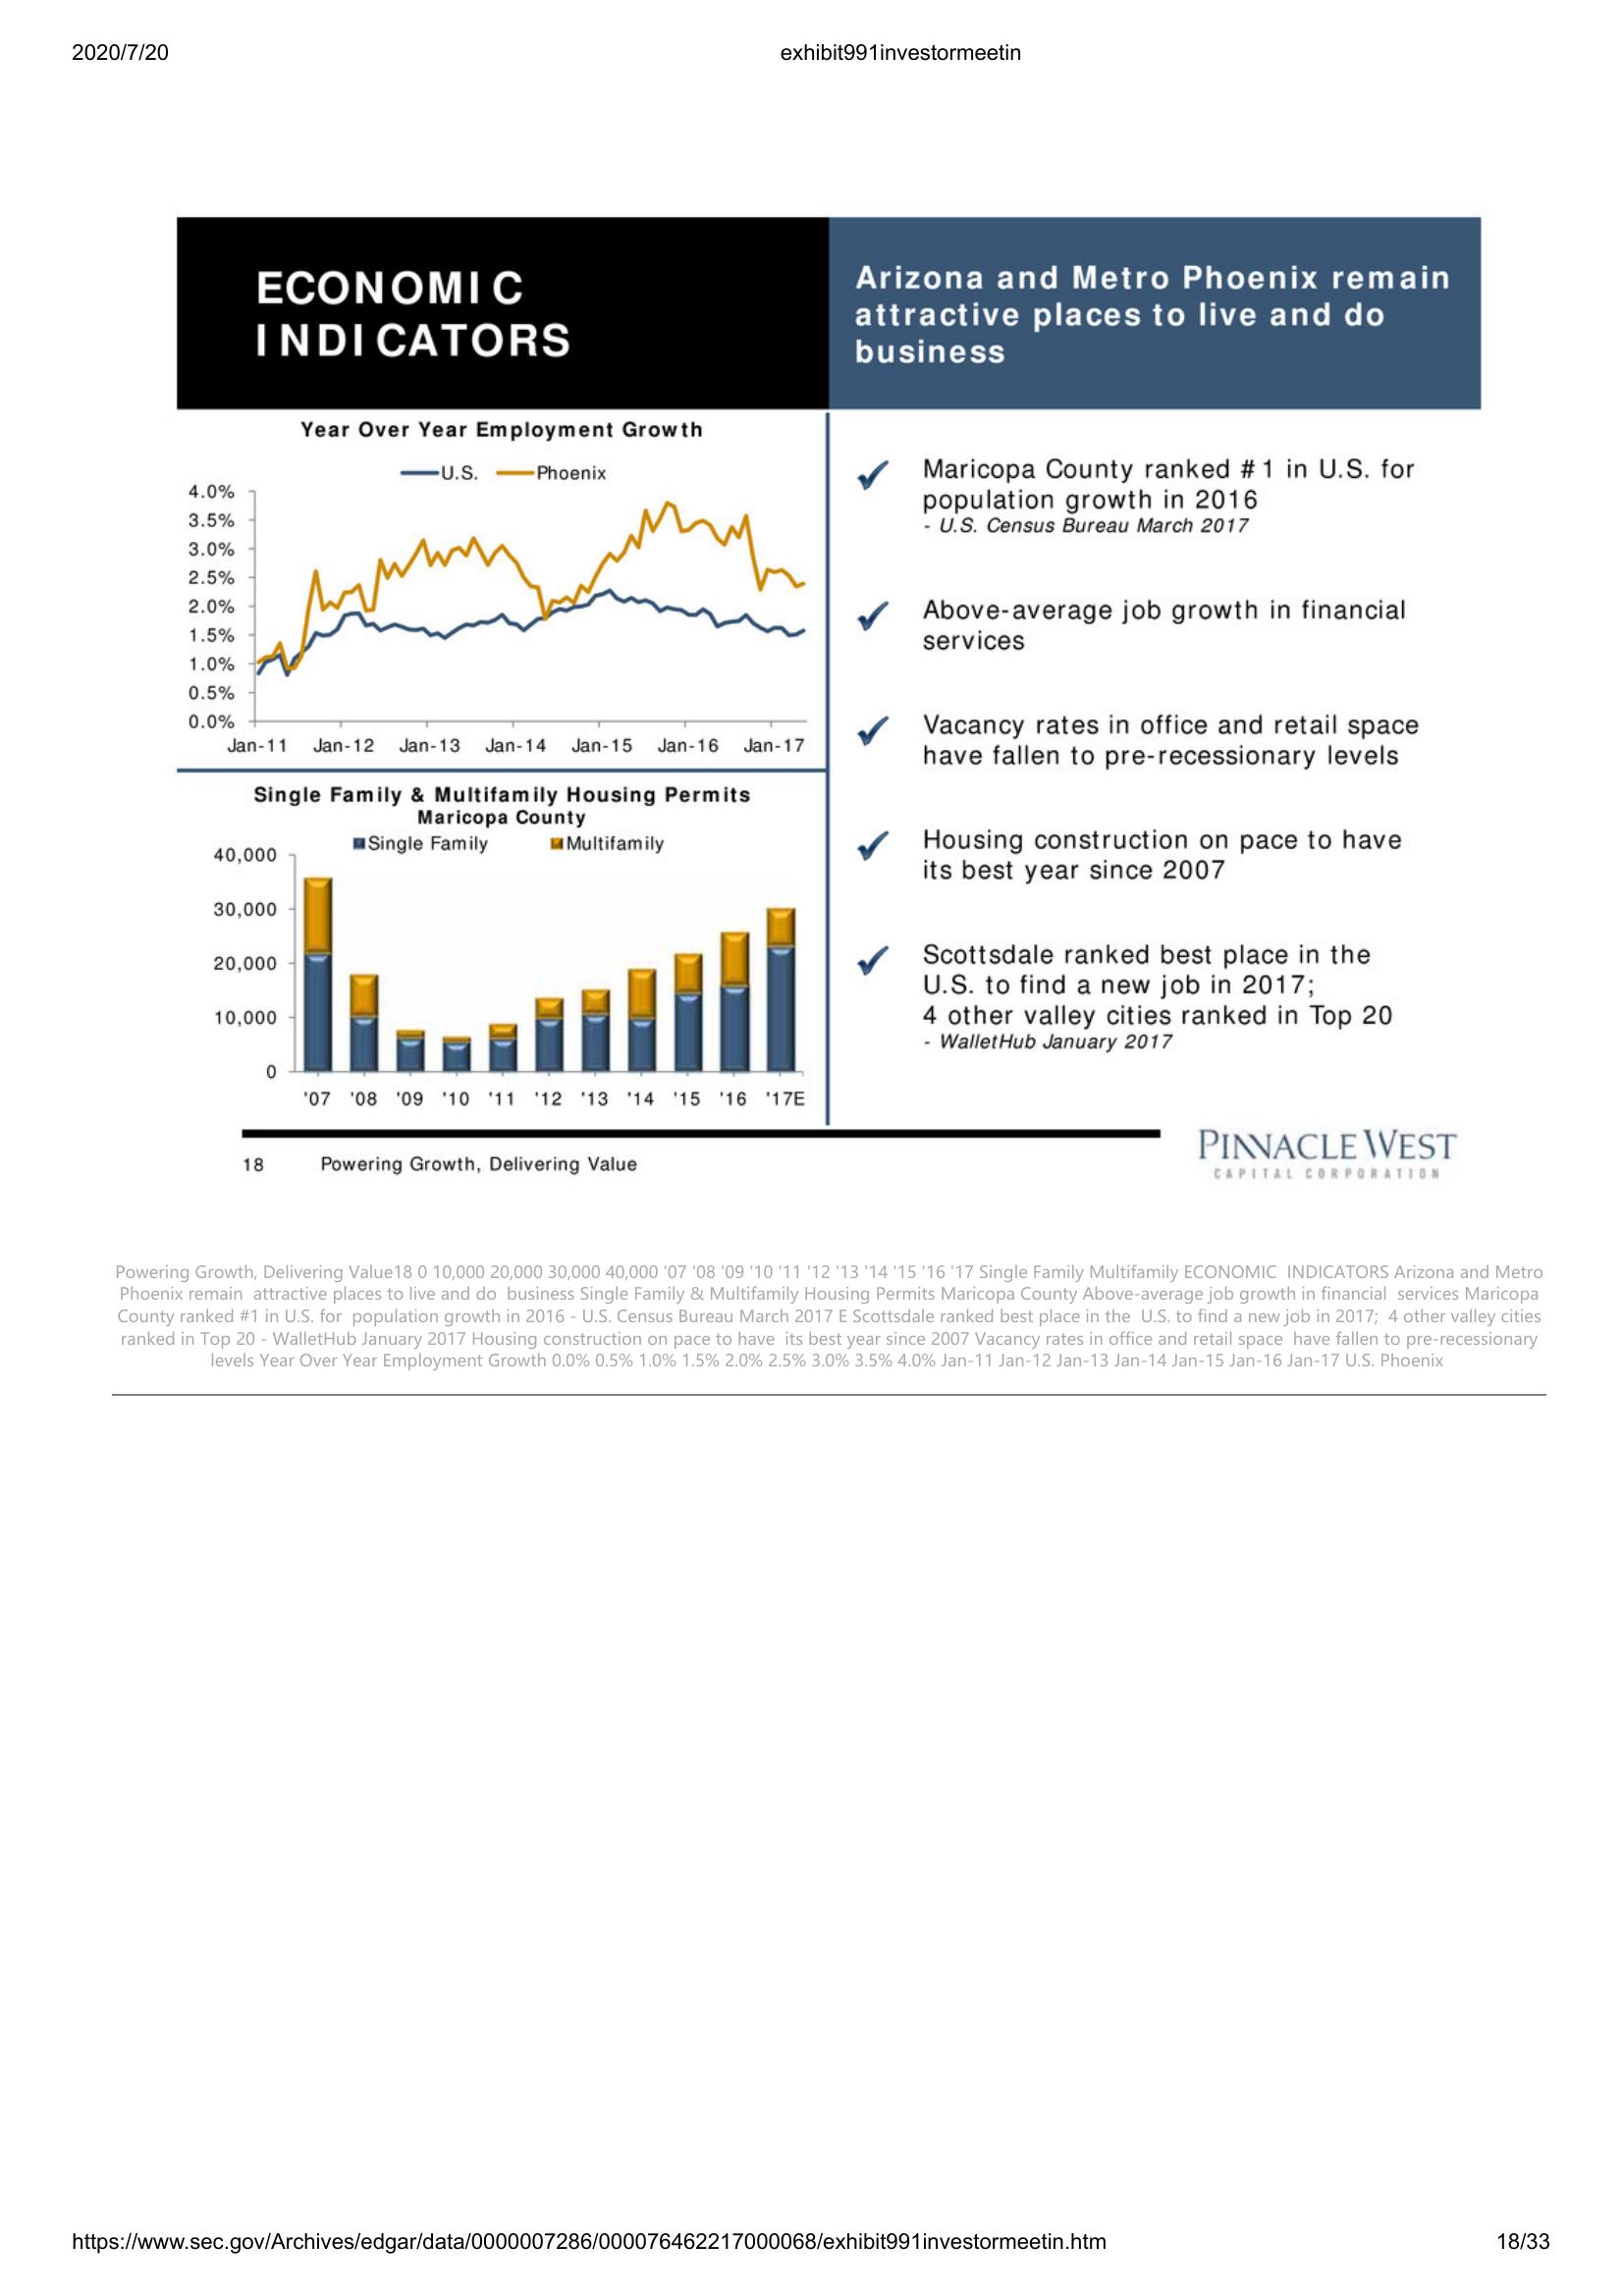 2020/7/20
exhibit991investormeetin
ECONOMIC
INDICATORS
Arizona and Metro Phoenix remain
attractive places to live and do
business
Year Over Year Employment Growth
U.S.
Phoenix
4.0%
3.5%
3.0%
2.5%
2.0%
1.5%
1.0%
0.5%
0.0%
Jan-11 Jan-12 Jan-13 Jan-14 Jan-15 Jan-16 Jan-17
Single Family & Multifamily Housing Permits
Maricopa County
Single Family
Multifamily
40,000
30,000
20,000
10,000
0
'07 '08 '09 '10 '11 '12 '13 '14 '15 '16 '17E
Maricopa County ranked #1 in U.S. for
population growth in 2016
- U.S. Census Bureau March 2017
Above-average job growth in financial
services
Vacancy rates in office and retail space
have fallen to pre-recessionary levels
Housing construction on pace to have
its best year since 2007
Scottsdale ranked best place in the
U.S. to find a new job in 2017;
4 other valley cities ranked in Top 20
- WalletHub January 2017
18
Powering Growth, Delivering Value
PINNACLE WEST
CAPITAL CORPORATION
Powering Growth, Delivering Value18 0 10,000 20,000 30,000 40,000 '07 '08 '09 '10 '11 '12 '13 '14 '15 '16 '17 Single Family Multifamily ECONOMIC INDICATORS Arizona and Metro
Phoenix remain attractive places to live and do business Single Family & Multifamily Housing Permits Maricopa County Above-average job growth in financial services Maricopa
County ranked #1 in U.S. for population growth in 2016 - U.S. Census Bureau March 2017 E Scottsdale ranked best place in the U.S. to find a new job in 2017; 4 other valley cities
ranked in Top 20 - WalletHub January 2017 Housing construction on pace to have its best year since 2007 Vacancy rates in office and retail space have fallen to pre-recessionary
levels Year Over Year Employment Growth 0.0% 0.5% 1.0% 1.5% 2.0% 2.5% 3.0% 3.5% 4.0% Jan-11 Jan-12 Jan-13 Jan-14 Jan-15 Jan-16 Jan-17 U.S. Phoenix
https://www.sec.gov/Archives/edgar/data/0000007286/000076462217000068/exhibit991investormeetin.htm
18/33